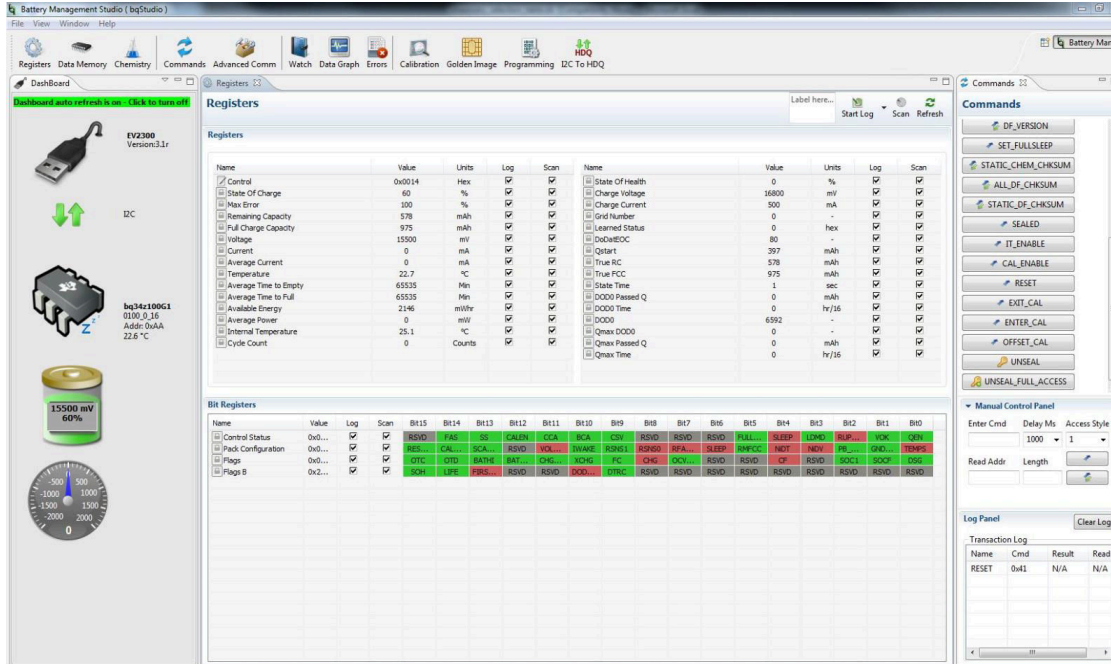 Battery Management Studio ( bqStudio )
File View Window Help
Registers Data Memory Chemistry Commands Advanced Comm Watch Data Graph Errors Calibration Golden Image Programming I2C To HDQ
HDQ
Battery Mar
DashBoard
Dashboard auto refresh is on - Click to turn off
EV2300
Version:3.1r
I2C
bq34z100G1
0100_0_16
Addr: 0xAA
22.6 °C
15500 mV
60%
-500 500
-1000 1000
-1500 1500
-2000 2000
0
Registers
Registers
Label here...
Start Log Scan Refresh
Registers
Name Value Units Log Scan
Control 0x0014 Hex
State Of Charge 60 %
Max Error 100 %
Remaining Capacity 578 mAh
Full Charge Capacity 975 mAh
Voltage 15500 mV
Current 0 mA
Average Current 0 mA
Temperature 22.7 °C
Average Time to Empty 65535 Min
Average Time to Full 65535 Min
Available Energy 2146 mWhr
Average Power 0 mW
Internal Temperature 25.1 °C
Cycle Count 0 Counts
Name Value Units Log Scan
State Of Health 0 %
Charge Voltage 16800 mV
Charge Current 500 mA
Grid Number 0 -
Learned Status 0 hex
DoDatEOC 80 -
Qstart 397 mAh
True RC 578 mAh
True FCC 975 mAh
State Time 1 sec
DOD0 Passed Q 0 mAh
DOD0 Time 0 hr/16
DOD0 6592 -
Qmax DOD0 0 -
Qmax Passed Q 0 mAh
Qmax Time 0 hr/16
Bit Registers
Name Value Log Scan Bit15 Bit14 Bit13 Bit12 Bit11 Bit10 Bit9 Bit8 Bit7 Bit6 Bit5 Bit4 Bit3 Bit2 Bit1 Bit0
Control Status 0x0... RSVD FAS SS CALEN CCA BCA CSV RSVD RSVD RSVD FULL... SLEEP LDMD RUP... VOK QEN
Pack Configuration 0x0... RES... CAL... SCA... RSVD VOL... IWAKE RSNS1 RSNS0 RFA... SLEEP RMFCC NiDT NiDV PB_... GND... TEMPS
Flags 0x0... OTC OTD BATHI BAT... CHG... XCHG FC CHG OCV... RSVD RSVD CF RSVD SOC1 SOCF DSG
Flags B 0x2... SOH LIFE FIRS... RSVD RSVD DOD... DTRC RSVD RSVD RSVD RSVD RSVD RSVD RSVD RSVD RSVD
Commands
Commands
DF_VERSION
SET_FULLSLEEP
STATIC_CHEM_CHKSUM
ALL_DF_CHKSUM
STATIC_DF_CHKSUM
SEALED
IT_ENABLE
CAL_ENABLE
RESET
EXIT_CAL
ENTER_CAL
OFFSET_CAL
UNSEAL
UNSEAL_FULL_ACCESS
Manual Control Panel
Enter Cmd Delay Ms Access Style
1000 1
Read Addr Length
Log Panel
Clear Log
Transaction Log
Name Cmd Result Read
RESET 0x41 N/A N/A